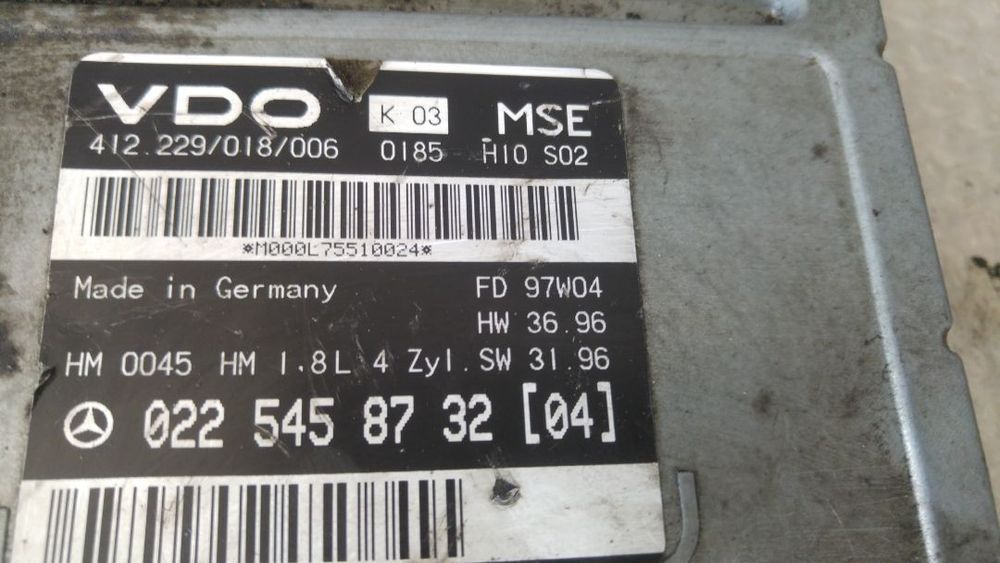 VDO K 03 MSE
412.229/018/006 0185 H10 S02
*M000L75510024*
Made in Germany FD 97W04
HW 36.96
HM 0045 HM 1.8L 4 Zyl. SW 31.96
022 545 87 32 [04]